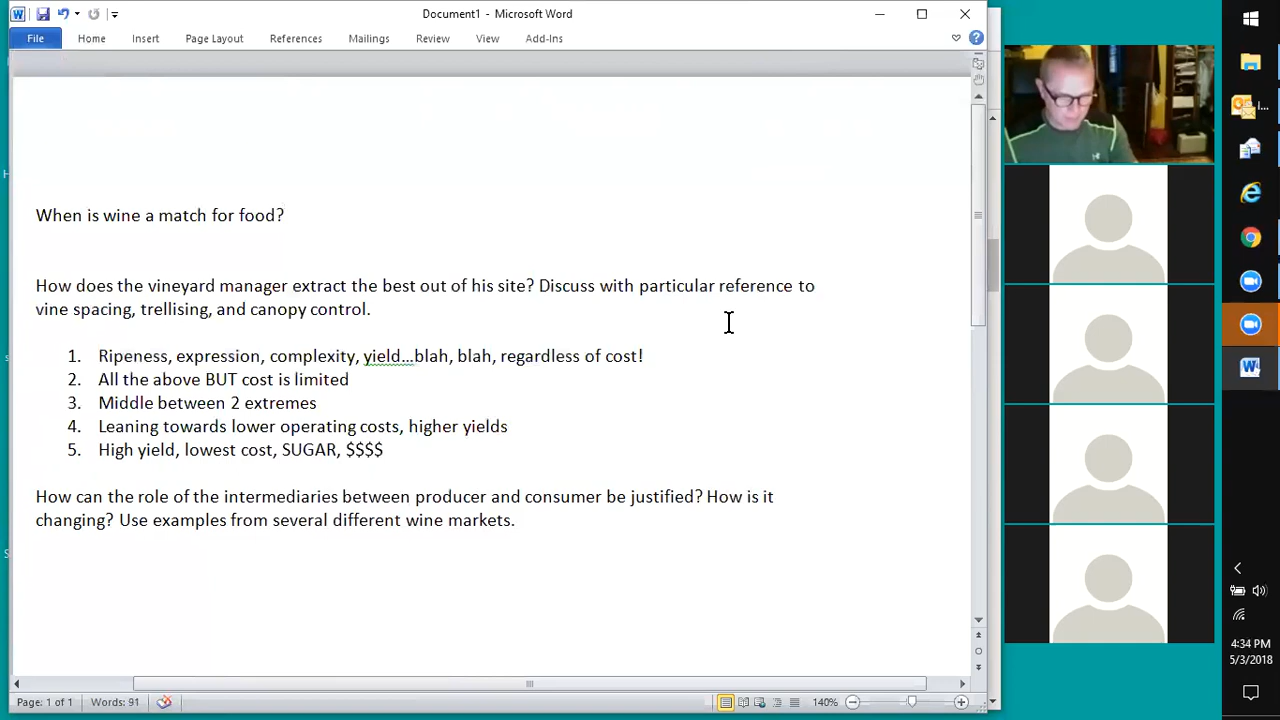 Document1 - Microsoft Word
File Home Insert Page Layout References Mailings Review View Add-Ins
When is wine a match for food?
How does the vineyard manager extract the best out of his site? Discuss with particular reference to
vine spacing, trellising, and canopy control.
1. Ripeness, expression, complexity, yield...blah, blah, regardless of cost!
2. All the above BUT cost is limited
3. Middle between 2 extremes
4. Leaning towards lower operating costs, higher yields
5. High yield, lowest cost, SUGAR, $$$$
How can the role of the intermediaries between producer and consumer be justified? How is it
changing? Use examples from several different wine markets.
Page: 1 of 1 Words: 91 140%
4:34 PM
5/3/2018